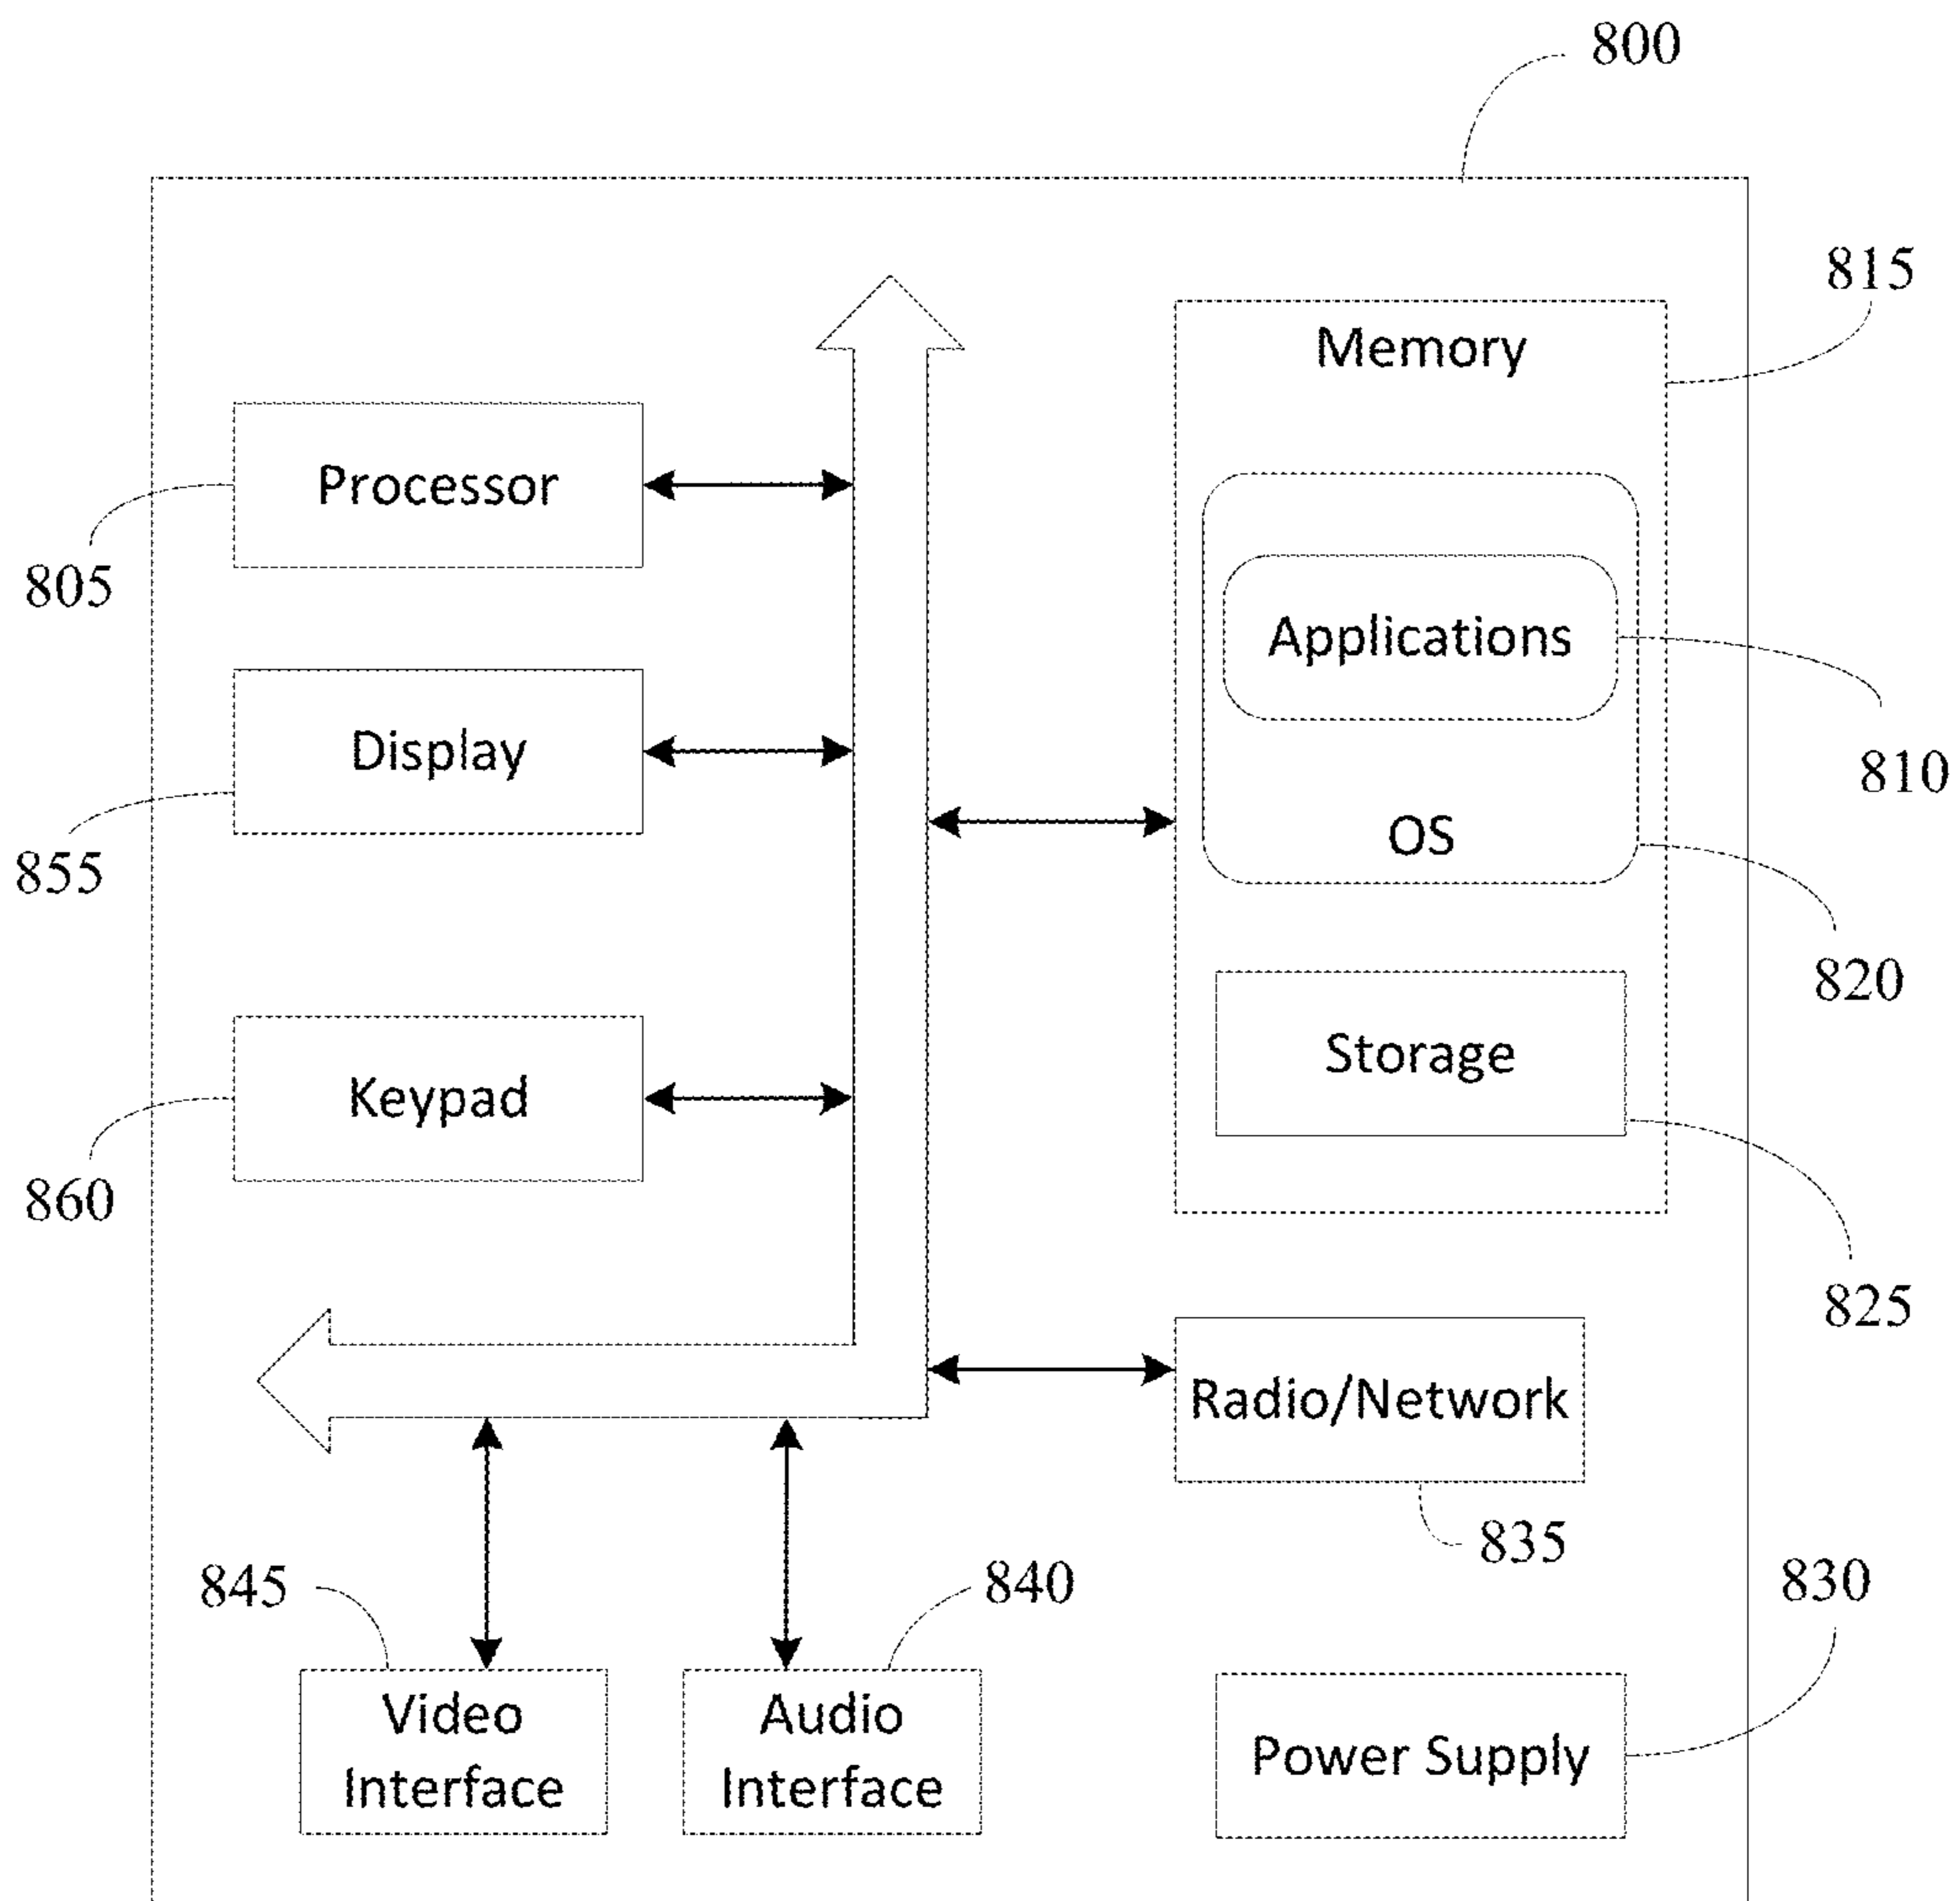 800
815
Memory
Processor
805
Applications
810
Display
855
OS
820
Storage
Keypad
860
825
Radio/Network
835
845
840
830
Video
Interface
Audio
Interface
Power Supply